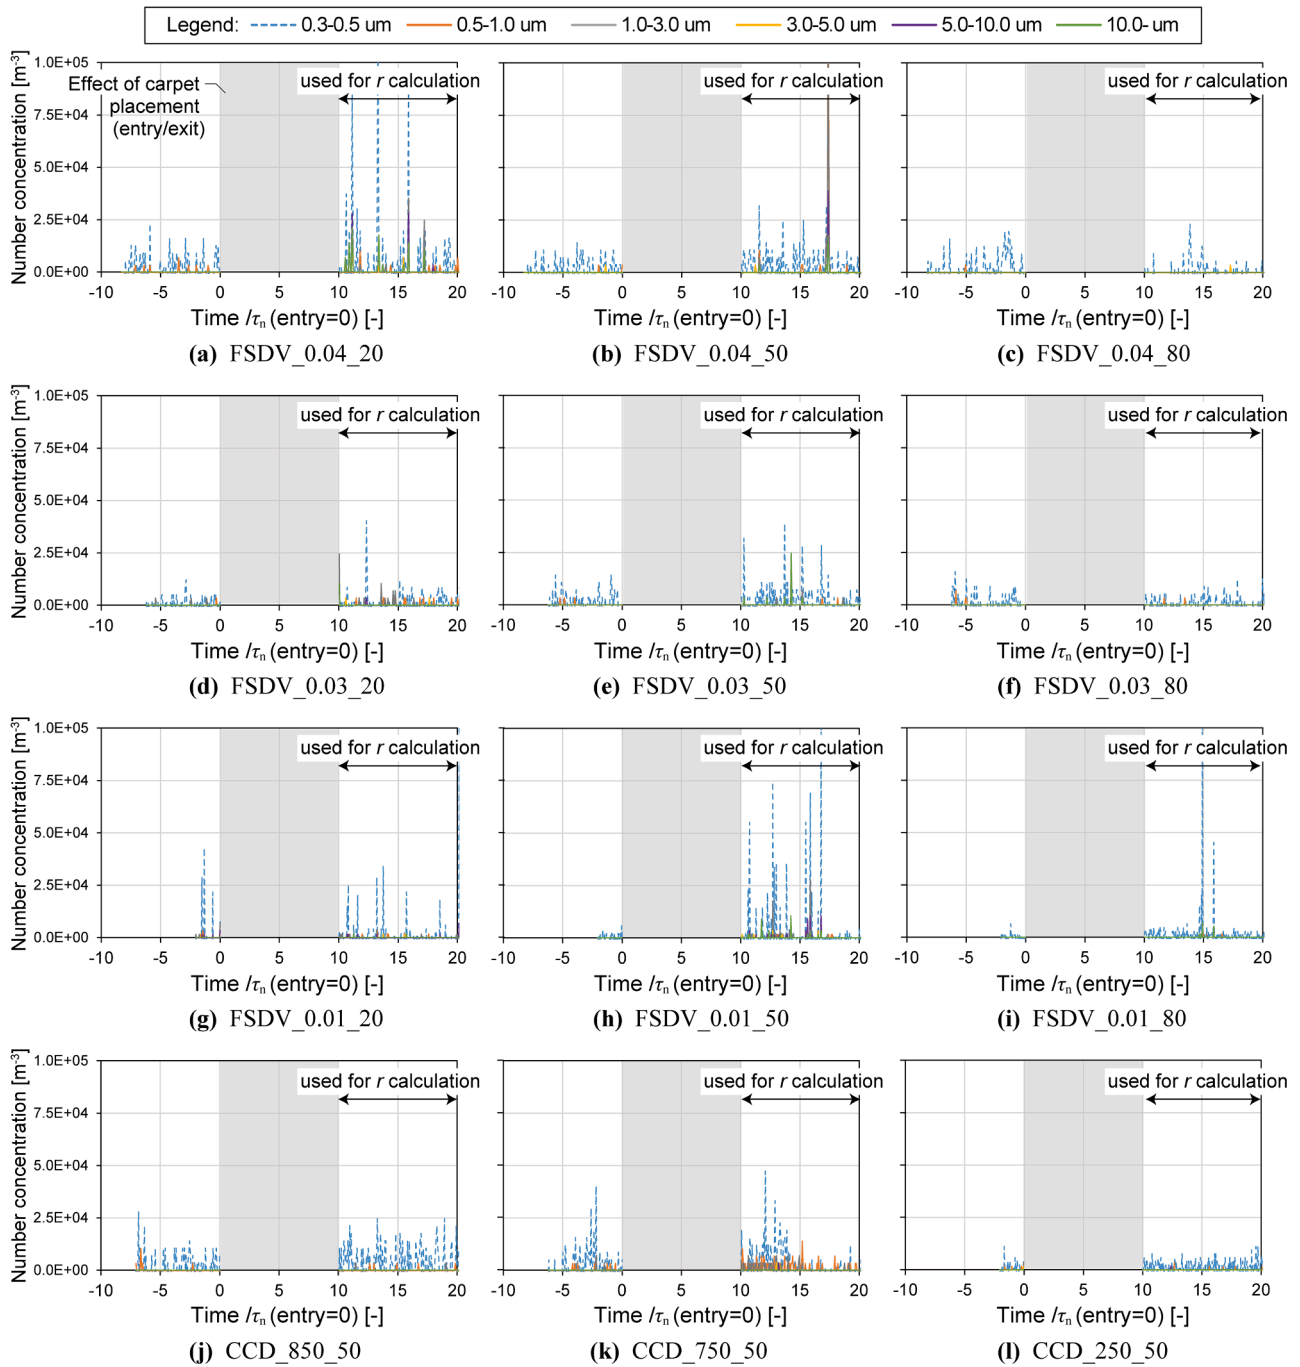 Legend: 0.3-0.5 um 0.5-1.0 um 1.0-3.0 um 3.0-5.0 um 5.0-10.0 um 10.0- um
Number concentration [m-3]
1.0E+05
7.5E+04
5.0E+04
2.5E+04
0.0E+00
Effect of carpet
placement
(entry/exit)
used for r calculation
-10 -5 0 5 10 15 20
Time /τn (entry=0) [-]
(a) FSDV_0.04_20
used for r calculation
-10 -5 0 5 10 15 20
Time /τn (entry=0) [-]
(b) FSDV_0.04_50
used for r calculation
-10 -5 0 5 10 15 20
Time /τn (entry=0) [-]
(c) FSDV_0.04_80
Number concentration [m-3]
1.0E+05
7.5E+04
5.0E+04
2.5E+04
0.0E+00
used for r calculation
-10 -5 0 5 10 15 20
Time /τn (entry=0) [-]
(d) FSDV_0.03_20
used for r calculation
-10 -5 0 5 10 15 20
Time /τn (entry=0) [-]
(e) FSDV_0.03_50
used for r calculation
-10 -5 0 5 10 15 20
Time /τn (entry=0) [-]
(f) FSDV_0.03_80
Number concentration [m-3]
1.0E+05
7.5E+04
5.0E+04
2.5E+04
0.0E+00
used for r calculation
-10 -5 0 5 10 15 20
Time /τn (entry=0) [-]
(g) FSDV_0.01_20
used for r calculation
-10 -5 0 5 10 15 20
Time /τn (entry=0) [-]
(h) FSDV_0.01_50
used for r calculation
-10 -5 0 5 10 15 20
Time /τn (entry=0) [-]
(i) FSDV_0.01_80
Number concentration [m-3]
1.0E+05
7.5E+04
5.0E+04
2.5E+04
0.0E+00
used for r calculation
-10 -5 0 5 10 15 20
Time /τn (entry=0) [-]
(j) CCD_850_50
used for r calculation
-10 -5 0 5 10 15 20
Time /τn (entry=0) [-]
(k) CCD_750_50
used for r calculation
-10 -5 0 5 10 15 20
Time /τn (entry=0) [-]
(l) CCD_250_50